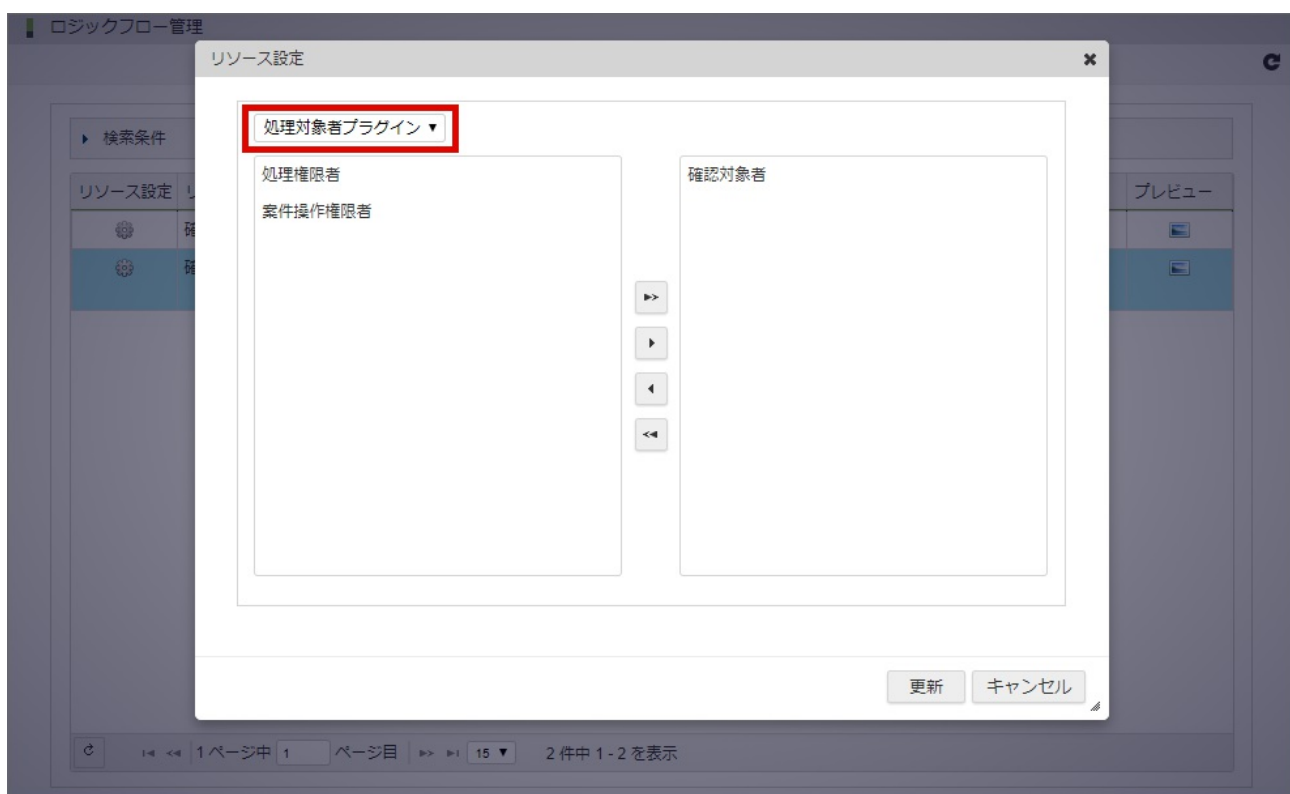 ロジックフロー管理
リソース設定
処理対象者プラグイン
検索条件
処理権限者
確認対象者
リソース設定
プレビュー
案件操作権限者
確
確
更新 キャンセル
1 ページ中 1 ページ目 15 2 件中 1 - 2 を表示